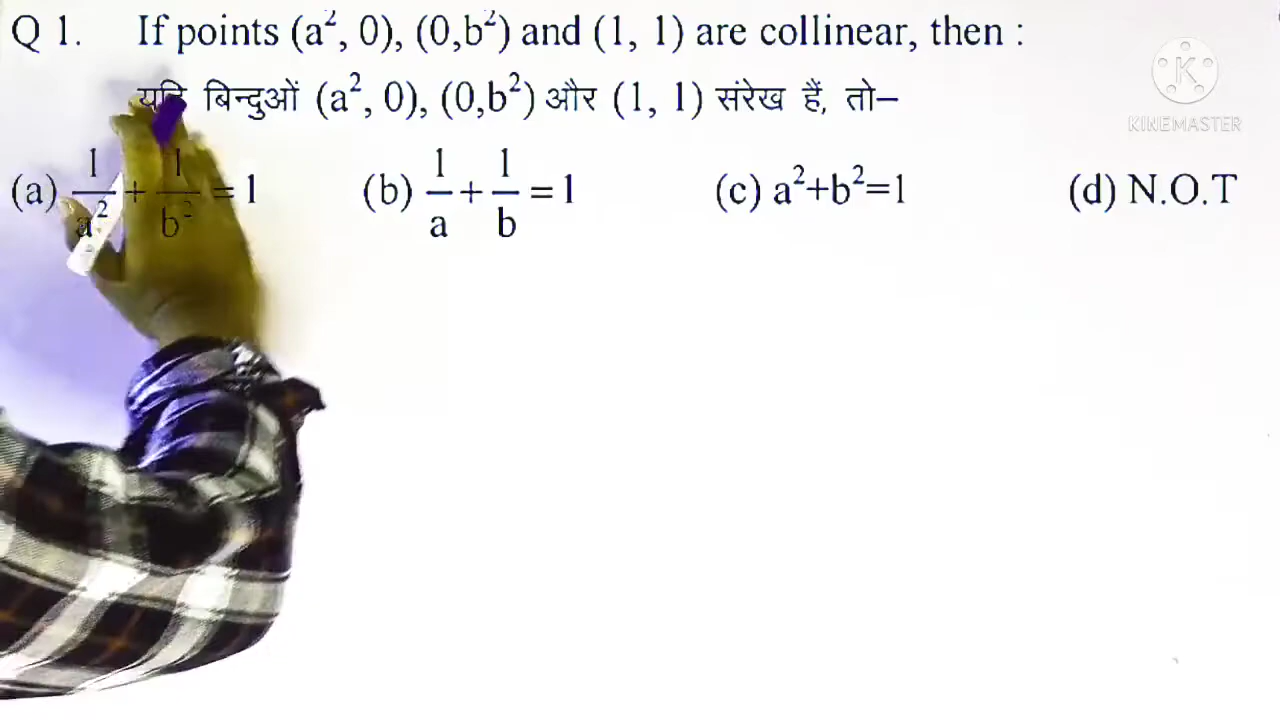 Q 1. If points (a², 0), (0,b²) and (1, 1) are collinear, then :
यदि बिन्दुओं (a², 0), (0,b²) और (1, 1) संरेख हैं, तो–
(a) 1/a² + 1/b² = 1 (b) 1/a + 1/b = 1 (c) a²+b²=1 (d) N.O.T
K
KINEMASTER